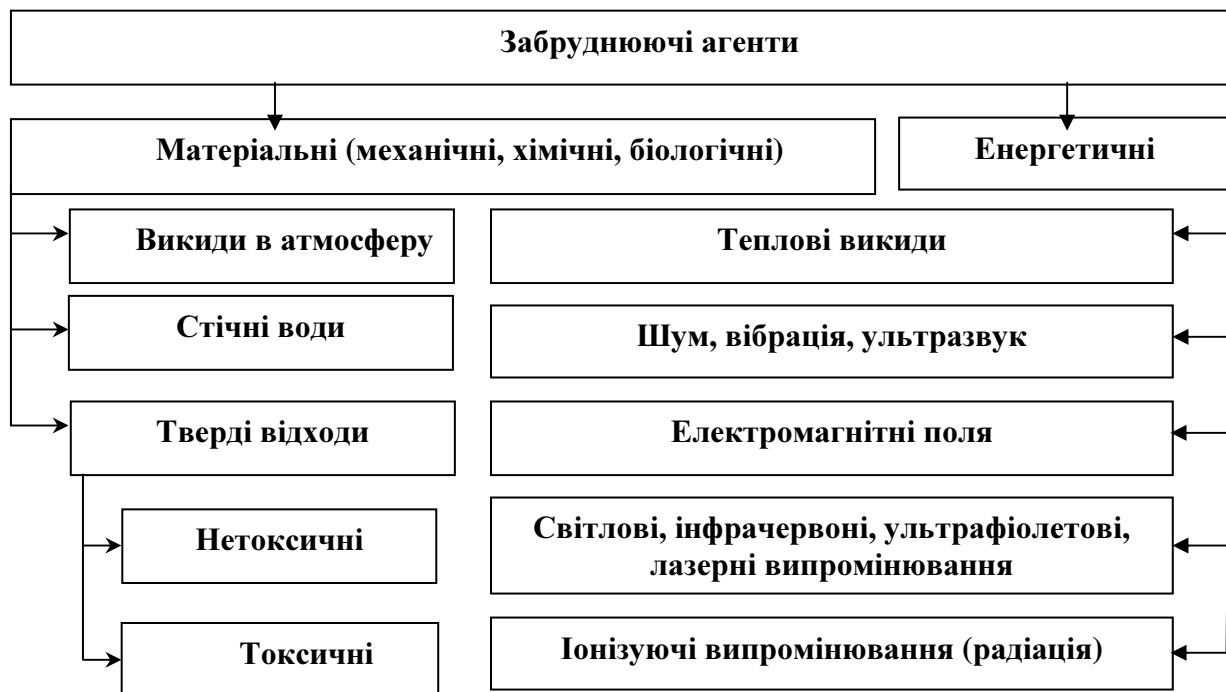 Забруднюючі агенти
Матеріальні (механічні, хімічні, біологічні)
Енергетичні
Викиди в атмосферу
Теплові викиди
Стічні води
Шум, вібрація, ультразвук
Тверді відходи
Електромагнітні поля
Нетоксичні
Світлові, інфрачервоні, ультрафіолетові,
лазерні випромінювання
Токсичні
Іонізуючі випромінювання (радіація)